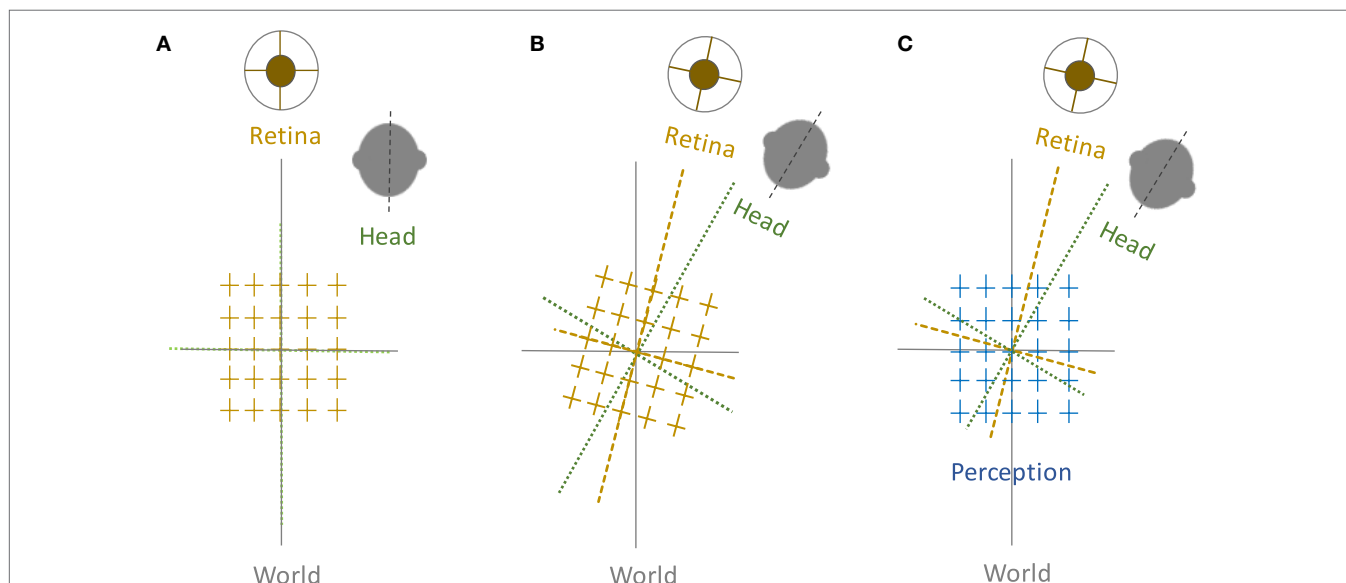 A
Retina
Head
World
B
Retina
Head
World
C
Retina
Head
Perception
World